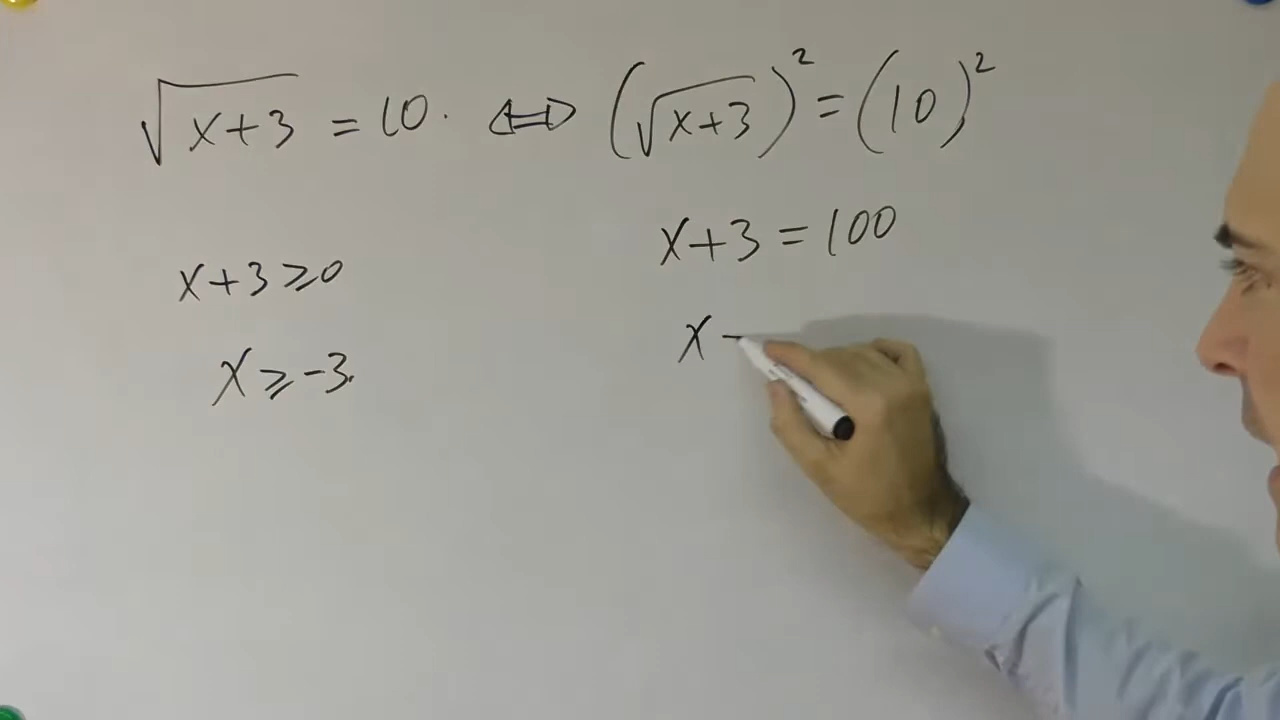 √x+3 = 10. ⟺ (√x+3)² = (10)²
x+3 = 100
x+3 ⩾ 0
x -
x ⩾ -3.